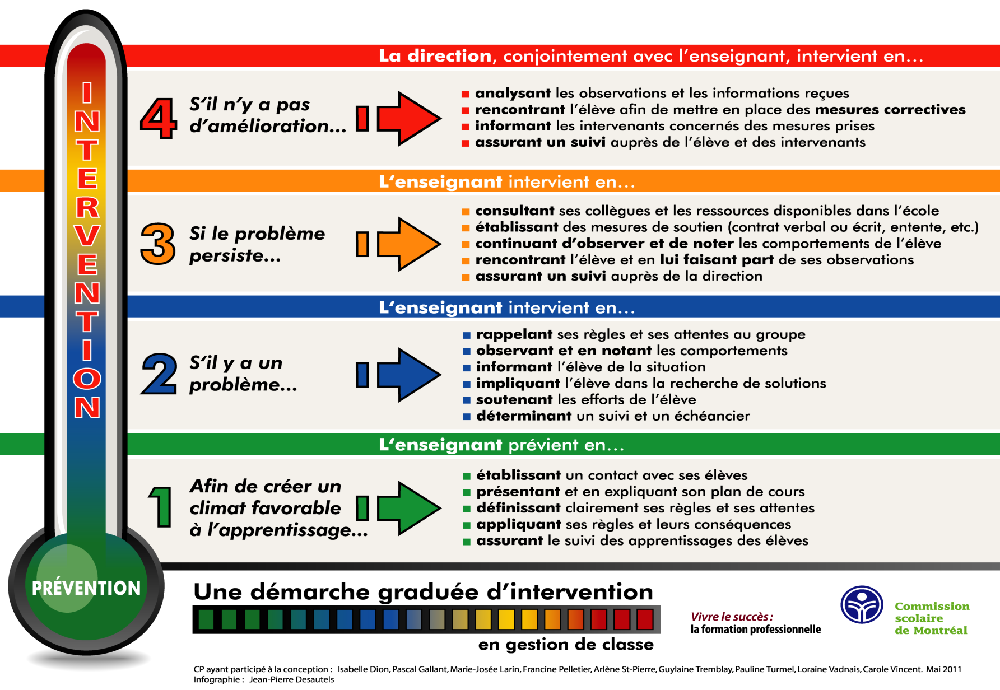 La direction, conjointement avec l'enseignant, intervient en...
4
S'il n'y a pas
d'amélioration...
analysant les observations et les informations reçues
rencontrant l'élève afin de mettre en place des mesures correctives
informant les intervenants concernés des mesures prises
assurant un suivi auprès de l'élève et des intervenants
L'enseignant intervient en...
3
Si le problème
persiste...
consultant ses collègues et les ressources disponibles dans l'école
établissant des mesures de soutien (contrat verbal ou écrit, entente, etc.)
continuant d'observer et de noter les comportements de l'élève
rencontrant l'élève et en lui faisant part de ses observations
assurant un suivi auprès de la direction
L'enseignant intervient en...
2
S'il y a un
problème...
rappelant ses règles et ses attentes au groupe
observant et en notant les comportements
informant l'élève de la situation
impliquant l'élève dans la recherche de solutions
soutenant les efforts de l'élève
déterminant un suivi et un échéancier
L'enseignant prévient en...
1
Afin de créer un
climat favorable
à l'apprentissage...
établissant un contact avec ses élèves
présentant et en expliquant son plan de cours
définissant clairement ses règles et ses attentes
appliquant ses règles et leurs conséquences
assurant le suivi des apprentissages des élèves
INTERVENTION
PRÉVENTION
Une démarche graduée d'intervention
en gestion de classe
Vivre le succès :
la formation professionnelle
Commission
scolaire
de Montréal
CP ayant participé à la conception : Isabelle Dion, Pascal Gallant, Marie-Josée Larin, Francine Pelletier, Arlène St-Pierre, Guylaine Tremblay, Pauline Turmel, Loraine Vadnais, Carole Vincent. Mai 2011
Infographie : Jean-Pierre Desautels